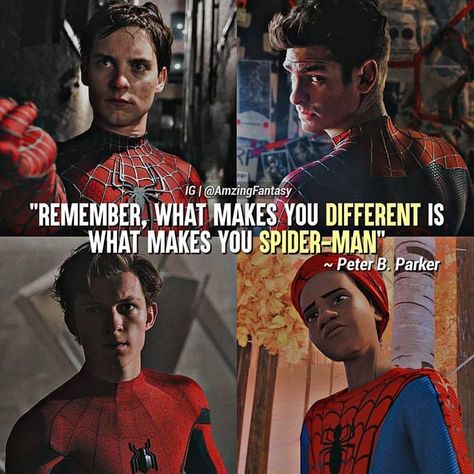 IG | @AmzingFantasy
"REMEMBER, WHAT MAKES YOU DIFFERENT IS
WHAT MAKES YOU SPIDER-MAN"
~ Peter B. Parker